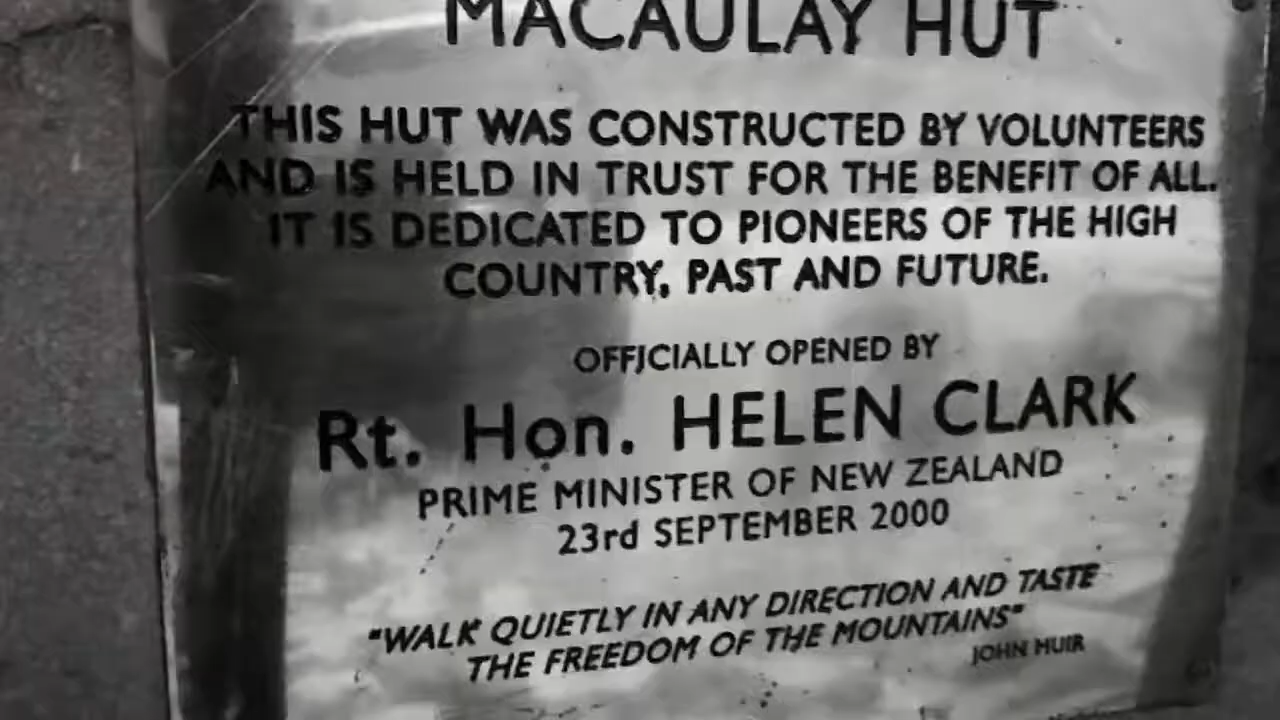 MACAULAY HUT
THIS HUT WAS CONSTRUCTED BY VOLUNTEERS
AND IS HELD IN TRUST FOR THE BENEFIT OF ALL.
IT IS DEDICATED TO PIONEERS OF THE HIGH
COUNTRY, PAST AND FUTURE.
OFFICIALLY OPENED BY
Rt. Hon. HELEN CLARK
PRIME MINISTER OF NEW ZEALAND
23rd SEPTEMBER 2000
"WALK QUIETLY IN ANY DIRECTION AND TASTE
THE FREEDOM OF THE MOUNTAINS"
JOHN MUIR